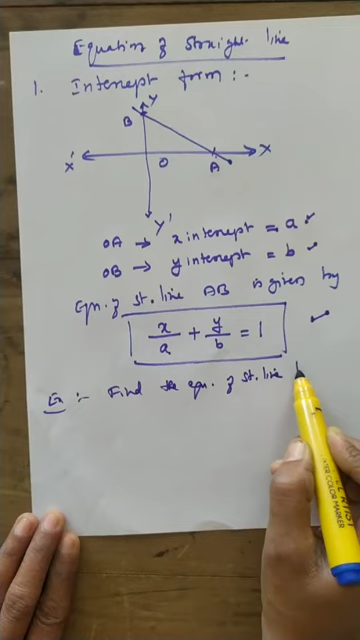 Equation of straight line
1. Intercept form :-
Y
B
X' O A X
Y'
OA → x intercept = a ✓
OB → y intercept = b ✓
Eqn. of st. line AB is given by
x/a + y/b = 1 ✓
Ex :- Find the eqn. of st. line